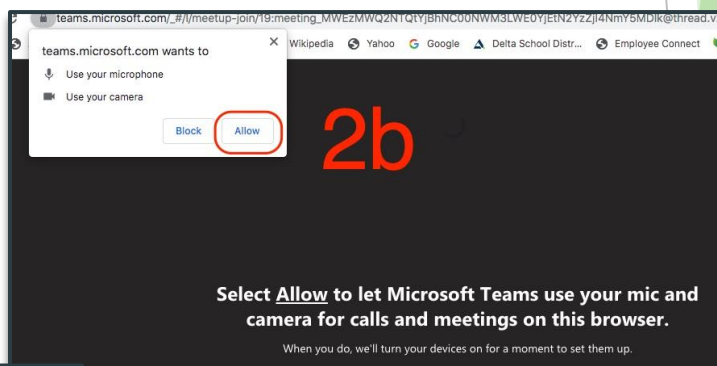 teams.microsoft.com/_#/l/meetup-join/19:meeting_MWEzMWQ2NTQtYjBhNC00NWM3LWE0YjEtN2YzZjI4NmY5MDlk@thread.v
Wikipedia Yahoo Google Delta School Distr... Employee Connect
teams.microsoft.com wants to
Use your microphone
Use your camera
Block Allow
2b
Select Allow to let Microsoft Teams use your mic and
camera for calls and meetings on this browser.
When you do, we'll turn your devices on for a moment to set them up.